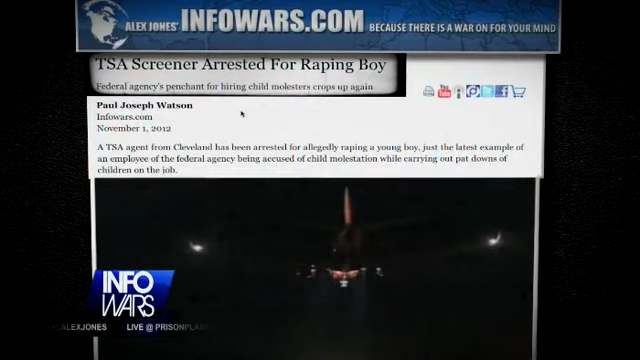 ALEX JONES' INFOWARS.COM BECAUSE THERE IS A WAR ON FOR YOUR MIND
TSA Screener Arrested For Raping Boy
Federal agency's penchant for hiring child molesters crops up again
Paul Joseph Watson
Infowars.com
November 1, 2012
A TSA agent from Cleveland has been arrested for allegedly raping a young boy, just the latest example of
an employee of the federal agency being accused of child molestation while carrying out pat downs of
children on the job.
INFO
WARS
LALEXJONES LIVE @ PRISONPLAN